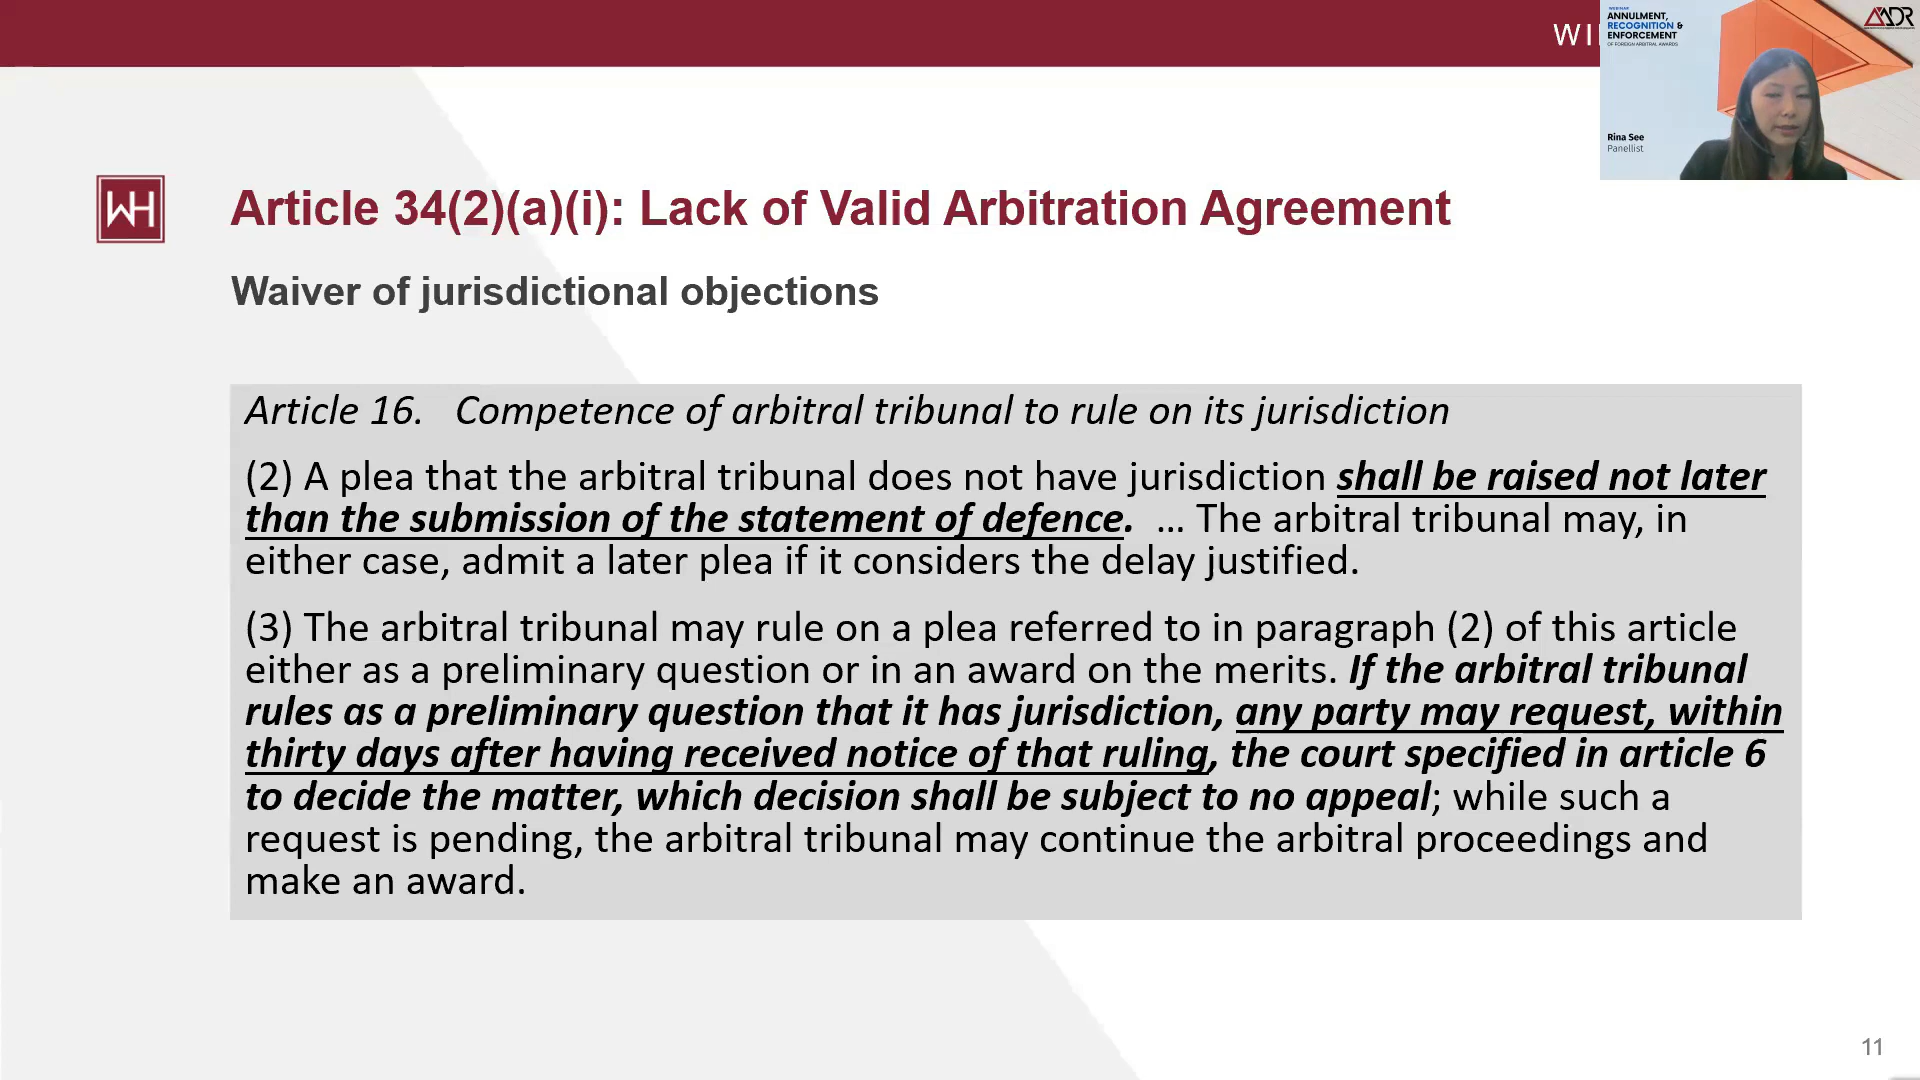 WI
WEBINAR
ANNULMENT,
RECOGNITION &
ENFORCEMENT
OF FOREIGN ARBITRAL AWARDS
Rina See
Panellist
WH
Article 34(2)(a)(i): Lack of Valid Arbitration Agreement
Waiver of jurisdictional objections
Article 16. Competence of arbitral tribunal to rule on its jurisdiction
(2) A plea that the arbitral tribunal does not have jurisdiction shall be raised not later
than the submission of the statement of defence. ... The arbitral tribunal may, in
either case, admit a later plea if it considers the delay justified.
(3) The arbitral tribunal may rule on a plea referred to in paragraph (2) of this article
either as a preliminary question or in an award on the merits. If the arbitral tribunal
rules as a preliminary question that it has jurisdiction, any party may request, within
thirty days after having received notice of that ruling, the court specified in article 6
to decide the matter, which decision shall be subject to no appeal; while such a
request is pending, the arbitral tribunal may continue the arbitral proceedings and
make an award.
11